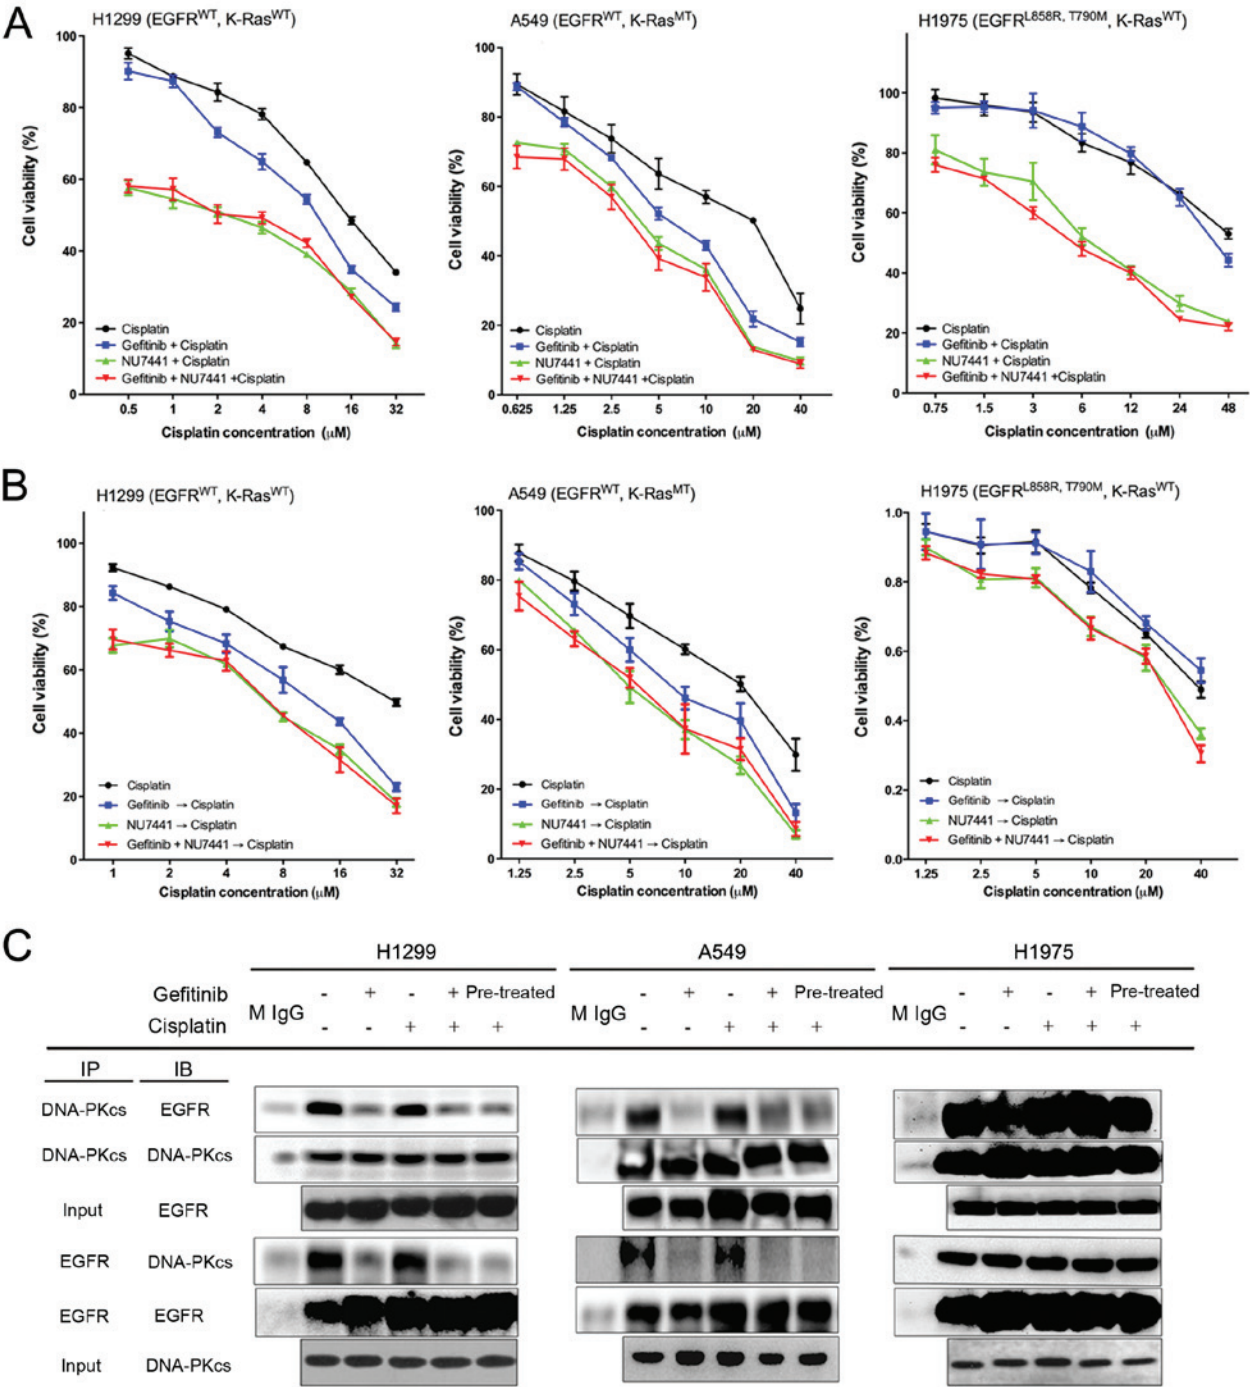 A
H1299 (EGFRWT, K-RasWT)
Cell viability (%)
100
80
60
40
20
0
Cisplatin
Gefitinib + Cisplatin
NU7441 + Cisplatin
Gefitinib + NU7441 +Cisplatin
0.5 1 2 4 8 16 32
Cisplatin concentration (μM)
A549 (EGFRWT, K-RasMT)
Cell viability (%)
100
80
60
40
20
0
Cisplatin
Gefitinib + Cisplatin
NU7441 + Cisplatin
Gefitinib + NU7441 +Cisplatin
0.625 1.25 2.5 5 10 20 40
Cisplatin concentration (μM)
H1975 (EGFRL858R, T790M, K-RasWT)
Cell viability (%)
100
80
60
40
20
0
Cisplatin
Gefitinib + Cisplatin
NU7441 + Cisplatin
Gefitinib + NU7441 +Cisplatin
0.75 1.5 3 6 12 24 48
Cisplatin concentration (μM)
B
H1299 (EGFRWT, K-RasWT)
Cell viability (%)
100
80
60
40
20
0
Cisplatin
Gefitinib → Cisplatin
NU7441 → Cisplatin
Gefitinib + NU7441 → Cisplatin
1 2 4 8 16 32
Cisplatin concentration (μM)
A549 (EGFRWT, K-RasMT)
Cell viability (%)
100
80
60
40
20
0
Cisplatin
Gefitinib → Cisplatin
NU7441 → Cisplatin
Gefitinib + NU7441 → Cisplatin
1.25 2.5 5 10 20 40
Cisplatin concentration (μM)
H1975 (EGFRL858R, T790M, K-RasWT)
Cell viability (%)
1.0
0.8
0.6
0.4
0.2
0.0
Cisplatin
Gefitinib → Cisplatin
NU7441 → Cisplatin
Gefitinib + NU7441 → Cisplatin
1.25 2.5 5 10 20 40
Cisplatin concentration (μM)
C
H1299 A549 H1975
Gefitinib - + - + Pre-treated - + - + Pre-treated - + - + Pre-treated
M IgG M IgG M IgG
Cisplatin - - + + + - - + + + - - + + +
IP IB
DNA-PKcs EGFR
DNA-PKcs DNA-PKcs
Input EGFR
EGFR DNA-PKcs
EGFR EGFR
Input DNA-PKcs